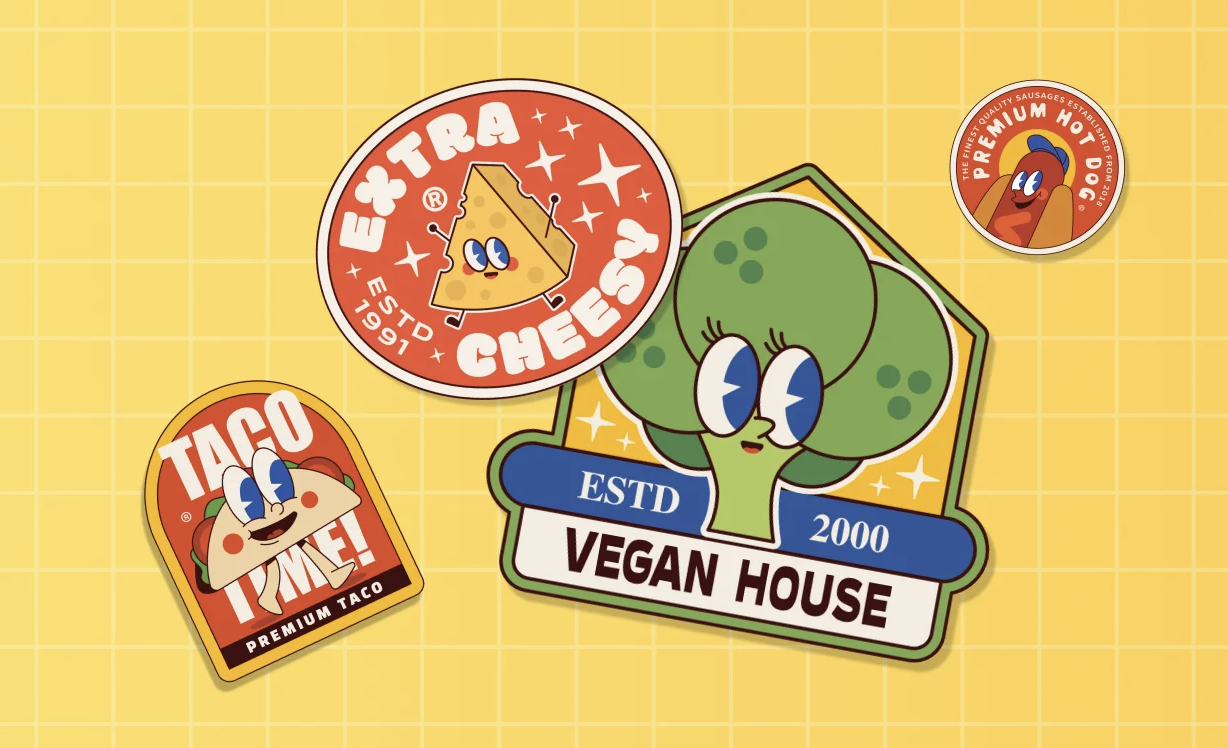 EXTRA
®
CHEESY
ESTD
1991
THE FINEST QUALITY SAUSAGES ESTABLISHED FROM 2018
PREMIUM HOT DOG
®
TACO
®
TIME!
PREMIUM TACO
ESTD 2000
VEGAN HOUSE